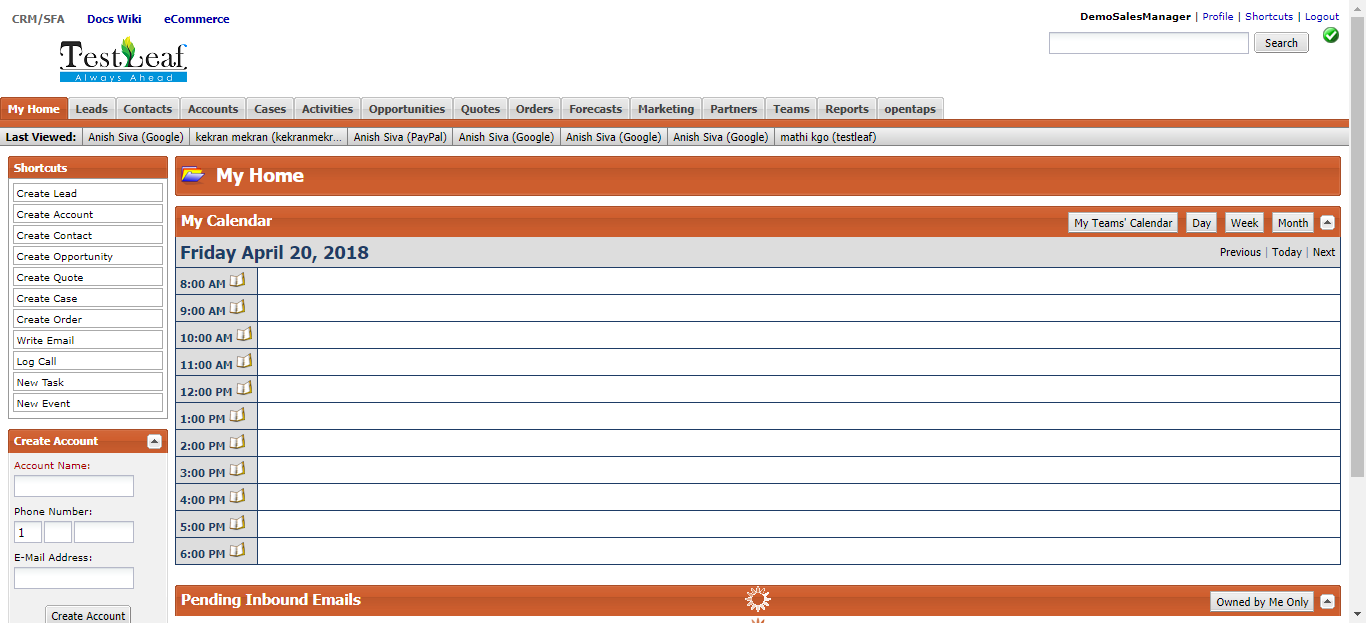 CRM/SFA Docs Wiki eCommerce
DemoSalesManager | Profile | Shortcuts | Logout
Search
TestLeaf
Always Ahead
My Home Leads Contacts Accounts Cases Activities Opportunities Quotes Orders Forecasts Marketing Partners Teams Reports opentaps
Last Viewed: Anish Siva (Google) kekran mekran (kekranmekr... Anish Siva (PayPal) Anish Siva (Google) Anish Siva (Google) Anish Siva (Google) mathi kgo (testleaf)
Shortcuts
Create Lead
Create Account
Create Contact
Create Opportunity
Create Quote
Create Case
Create Order
Write Email
Log Call
New Task
New Event
Create Account
Account Name:
Phone Number:
1
E-Mail Address:
Create Account
My Home
My Calendar My Teams' Calendar Day Week Month
Friday April 20, 2018 Previous | Today | Next
8:00 AM
9:00 AM
10:00 AM
11:00 AM
12:00 PM
1:00 PM
2:00 PM
3:00 PM
4:00 PM
5:00 PM
6:00 PM
Pending Inbound Emails Owned by Me Only